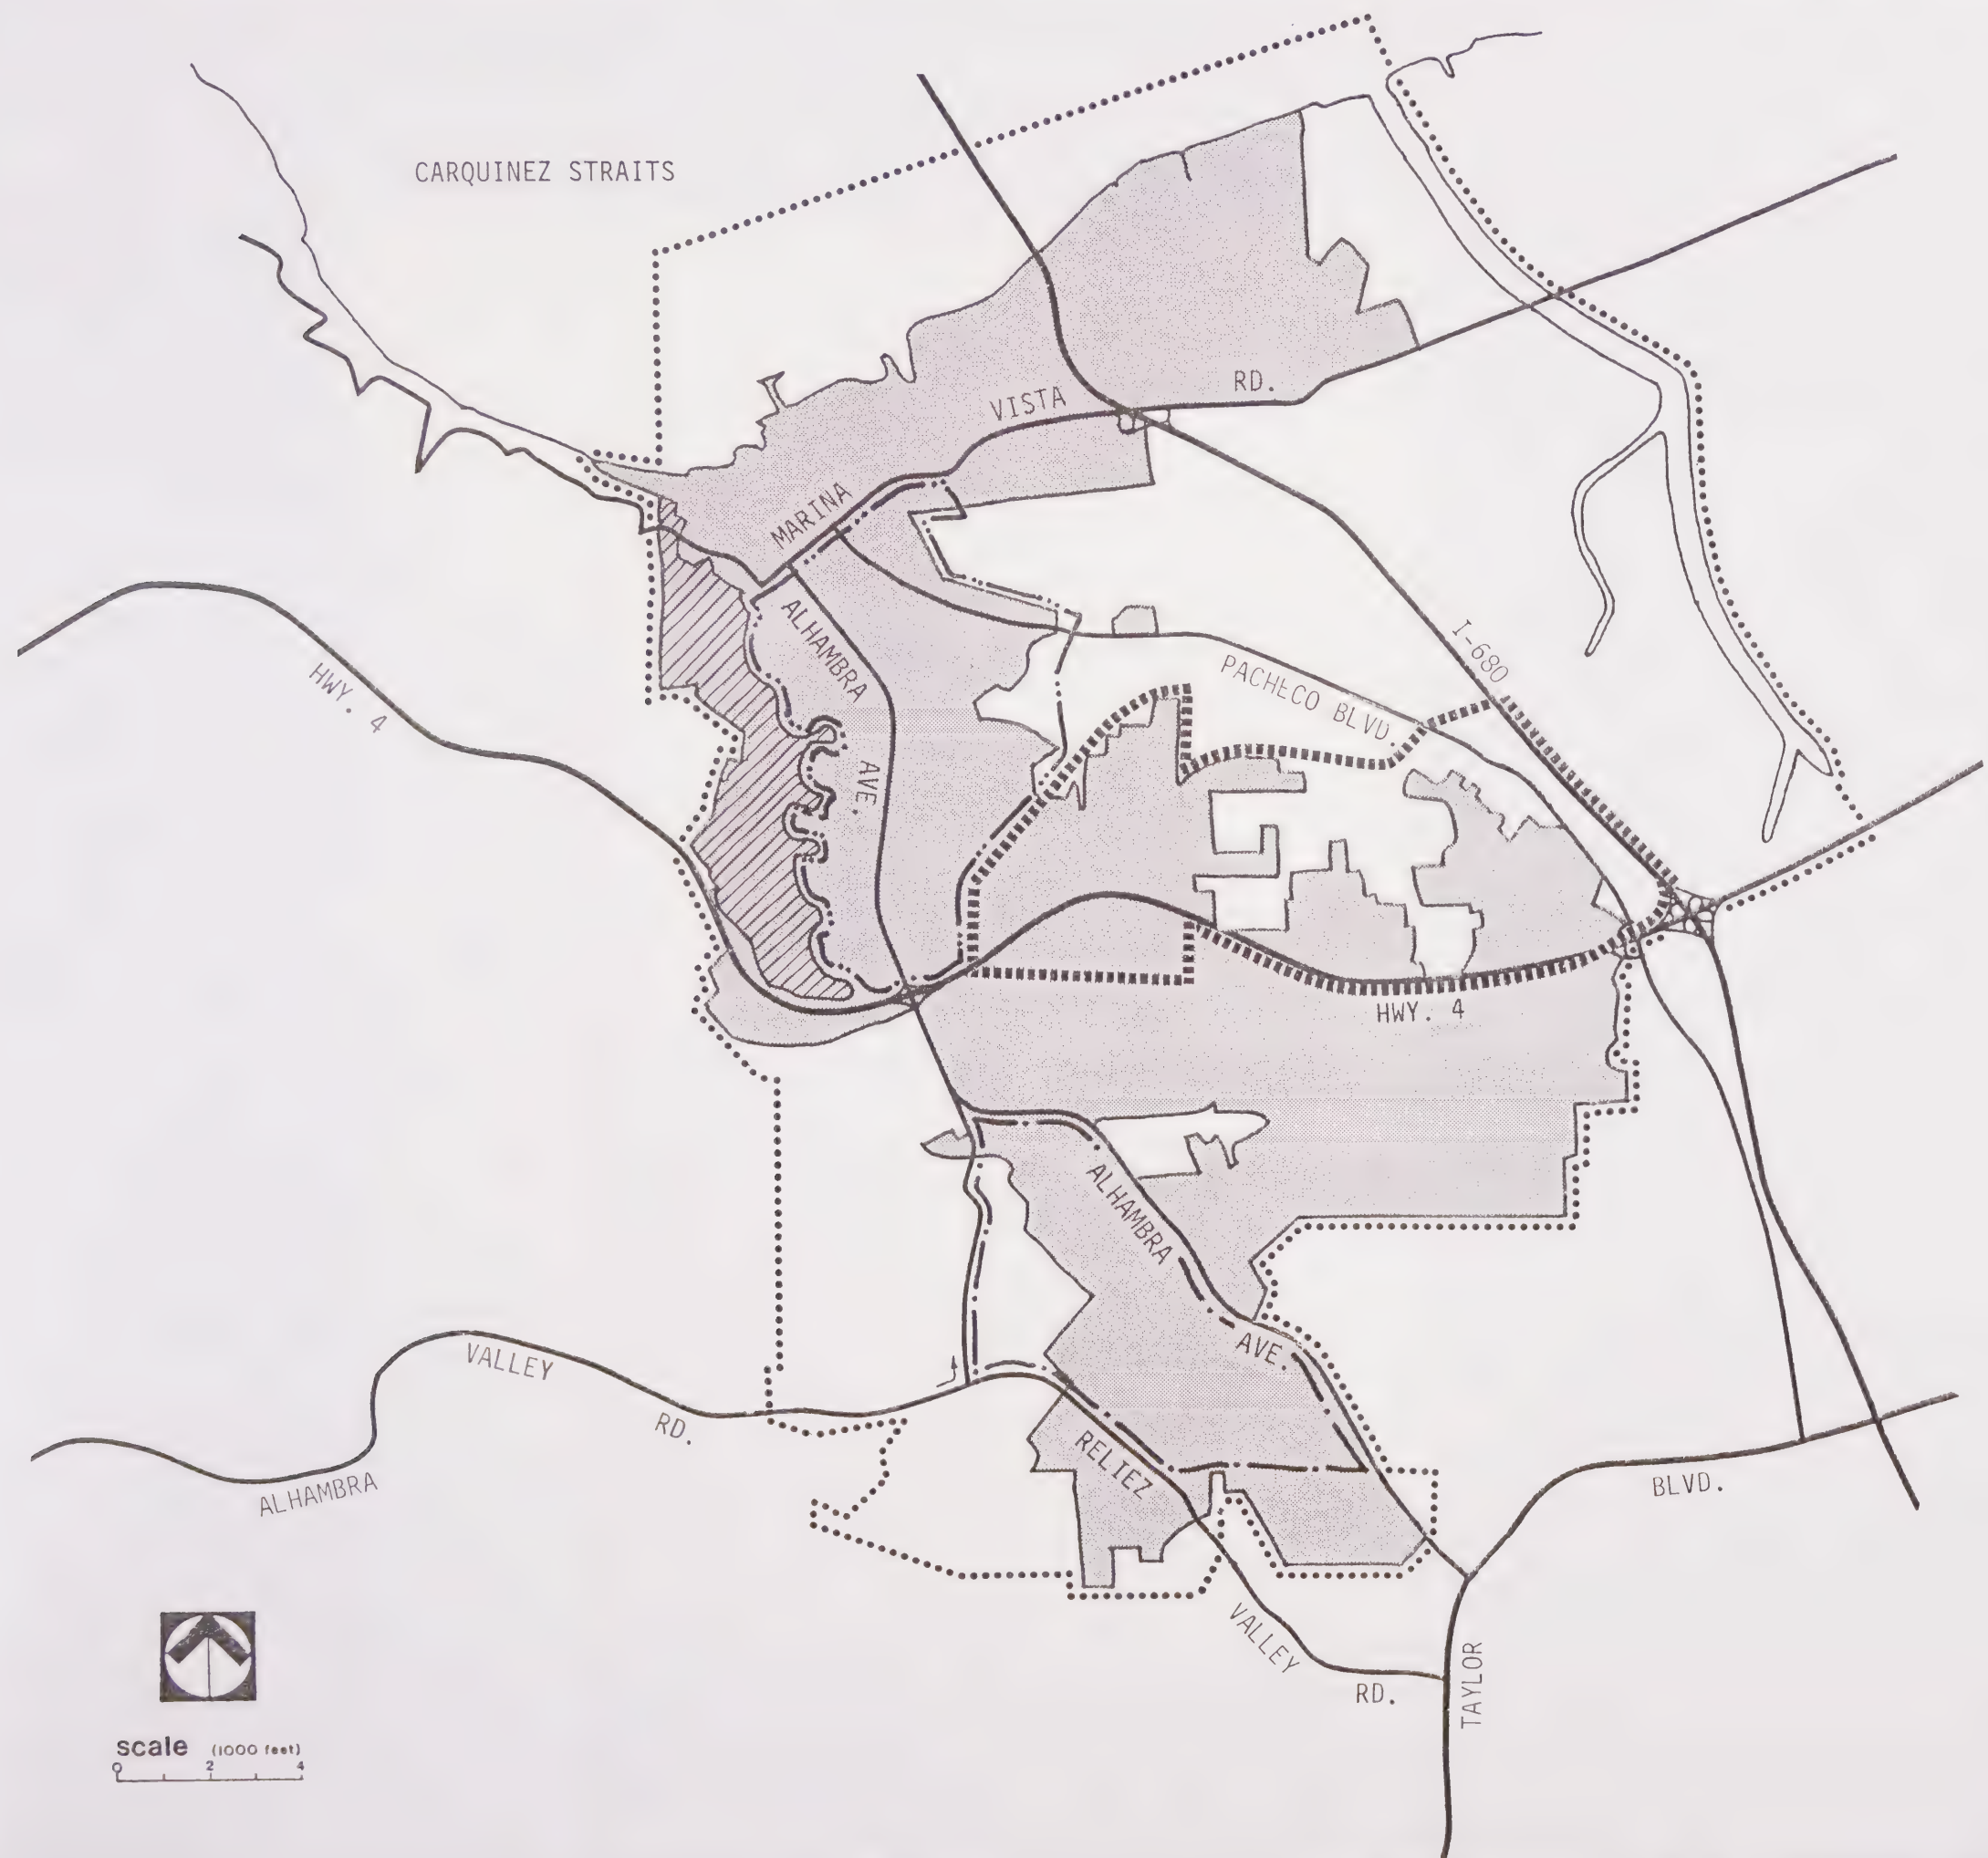 CARQUINEZ STRAITS
VISTA
RD.
MARINA
ALHAMBRA
AVE.
HWY. 4
I-680
PACHECO BLVD.
HWY. 4
ALHAMBRA
AVE.
VALLEY
RD.
ALHAMBRA
RELIEZ
VALLEY
RD.
BLVD.
TAYLOR
scale (1000 feet)
0 2 4